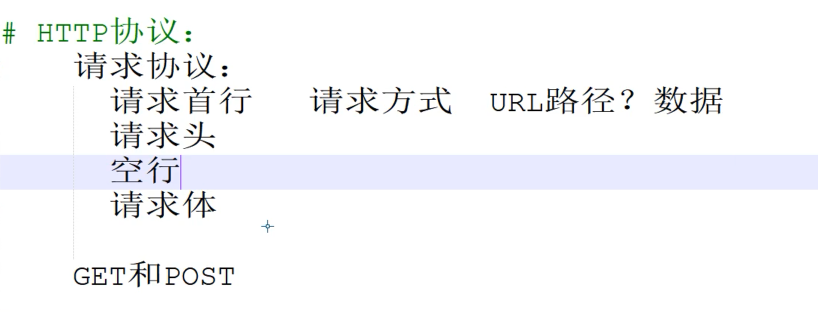 # HTTP协议：
请求协议：
请求首行 请求方式 URL路径？数据
请求头
空行
请求体
GET和POST